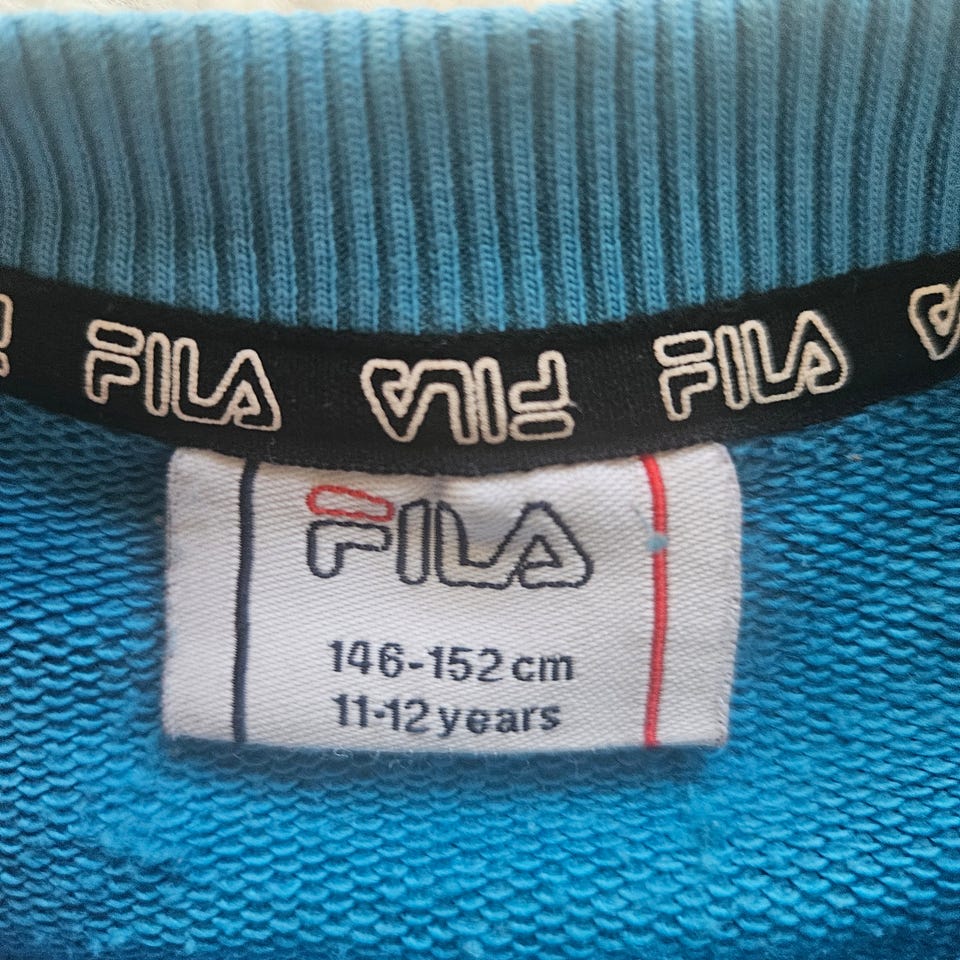 FILA FILA FILA
FILA
146-152 cm
11-12 years